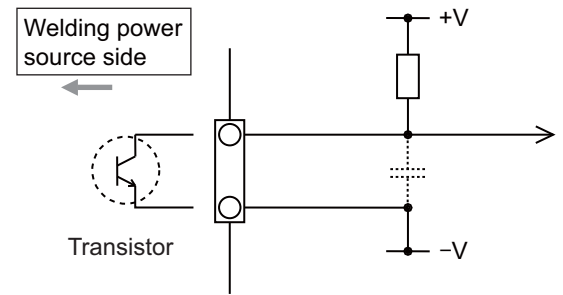 Welding power
source side
+V
Transistor
−V